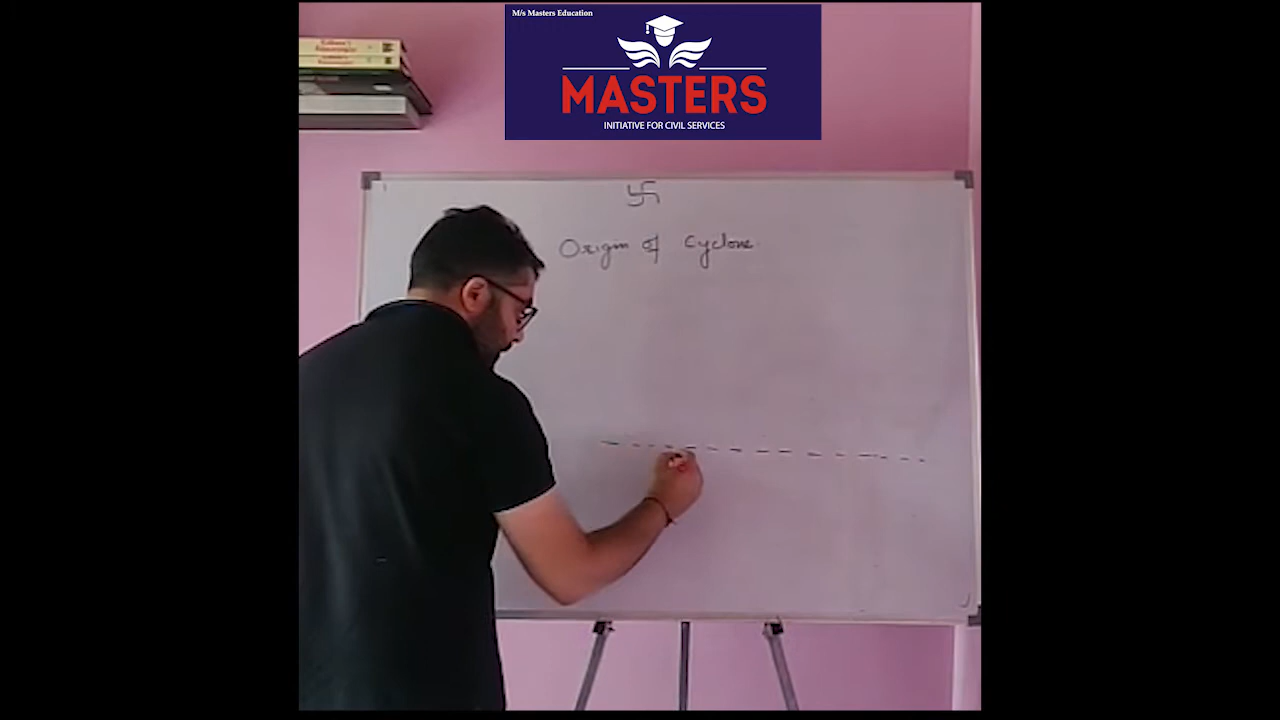 M/s Masters Education
MASTERS
INITIATIVE FOR CIVIL SERVICES
卐
Origin of Cyclone